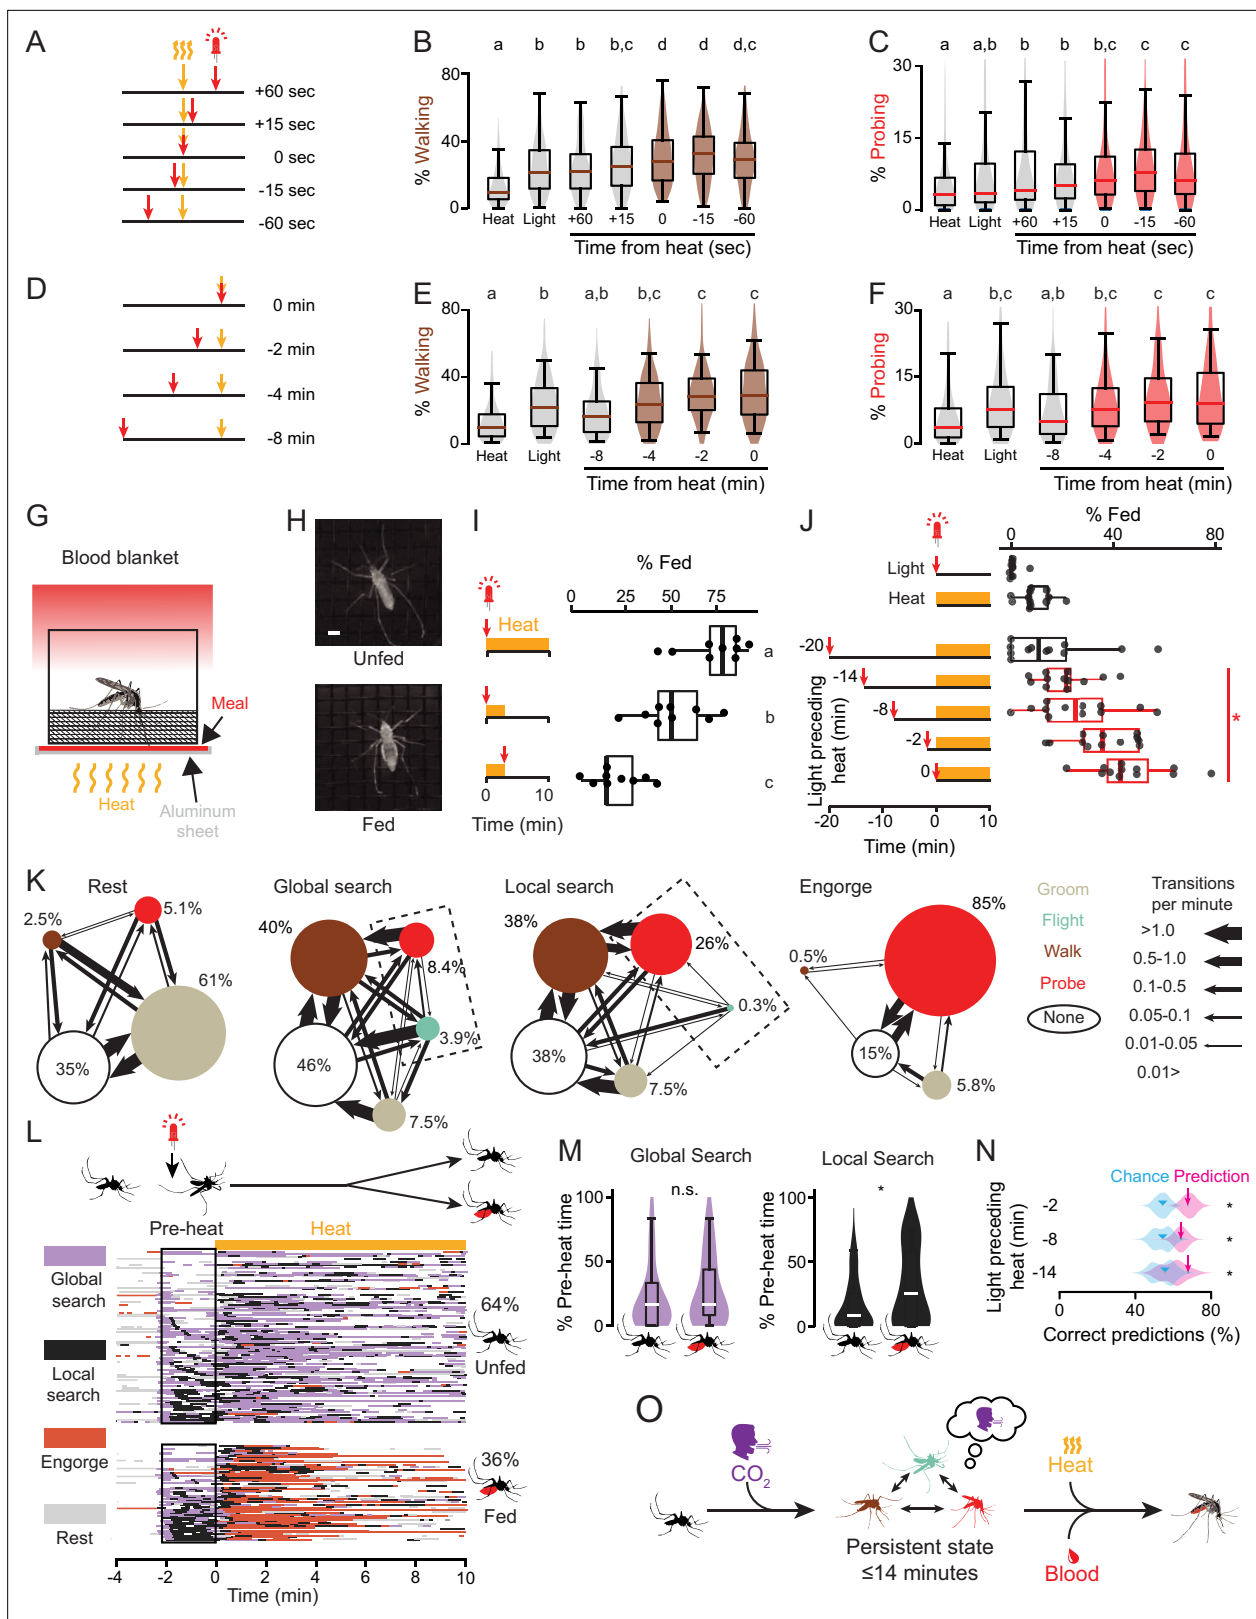 A
+60 sec
+15 sec
0 sec
-15 sec
-60 sec
B
a b b b,c d d d,c
% Walking
80
40
0
Heat Light +60 +15 0 -15 -60
Time from heat (sec)
C
a a,b b b b,c c c
% Probing
30
15
0
Heat Light +60 +15 0 -15 -60
Time from heat (sec)
D
0 min
-2 min
-4 min
-8 min
E
a b a,b b,c c c
% Walking
80
40
0
Heat Light -8 -4 -2 0
Time from heat (min)
F
a b,c a,b b,c c c
% Probing
30
15
0
Heat Light -8 -4 -2 0
Time from heat (min)
G
Blood blanket
Meal
Heat
Aluminum
sheet
H
Unfed
Fed
I
% Fed
0 25 50 75
Heat
a
b
c
0 10
Time (min)
J
% Fed
0 40 80
Light
Heat
-20
-14
-8
-2
0
Light preceding
heat (min)
*
-20 -10 0 10
Time (min)
K
Rest
2.5%
5.1%
61%
35%
Global search
40%
8.4%
3.9%
46%
7.5%
Local search
38%
26%
0.3%
38%
7.5%
Engorge
85%
0.5%
15%
5.8%
Groom
Flight
Walk
Probe
None
Transitions
per minute
>1.0
0.5-1.0
0.1-0.5
0.05-0.1
0.01-0.05
0.01>
L
Pre-heat
Heat
Global
search
Local
search
Engorge
Rest
64%
Unfed
36%
Fed
-4 -2 0 2 4 6 8 10
Time (min)
M
Global Search
% Pre-heat time
100
50
0
n.s.
Local Search
% Pre-heat time
100
50
0
*
N
Chance Prediction
Light preceding
heat (min)
-2 *
-8 *
-14 *
0 40 80
Correct predictions (%)
O
CO2
Persistent state
≤14 minutes
Heat
Blood